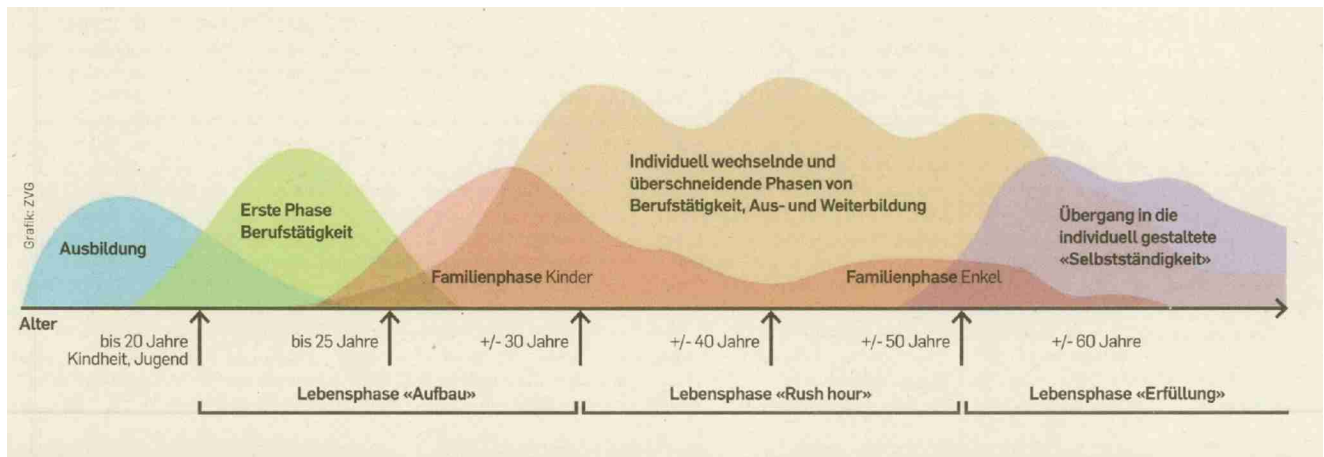 Grafik: ZVG
Ausbildung
Erste Phase
Berufstätigkeit
Familienphase Kinder
Individuell wechselnde und
überschneidende Phasen von
Berufstätigkeit, Aus- und Weiterbildung
Familienphase Enkel
Übergang in die
individuell gestaltete
«Selbstständigkeit»
Alter
bis 20 Jahre
Kindheit, Jugend
bis 25 Jahre
+/- 30 Jahre
+/- 40 Jahre
+/- 50 Jahre
+/- 60 Jahre
Lebensphase «Aufbau»
Lebensphase «Rush hour»
Lebensphase «Erfüllung»